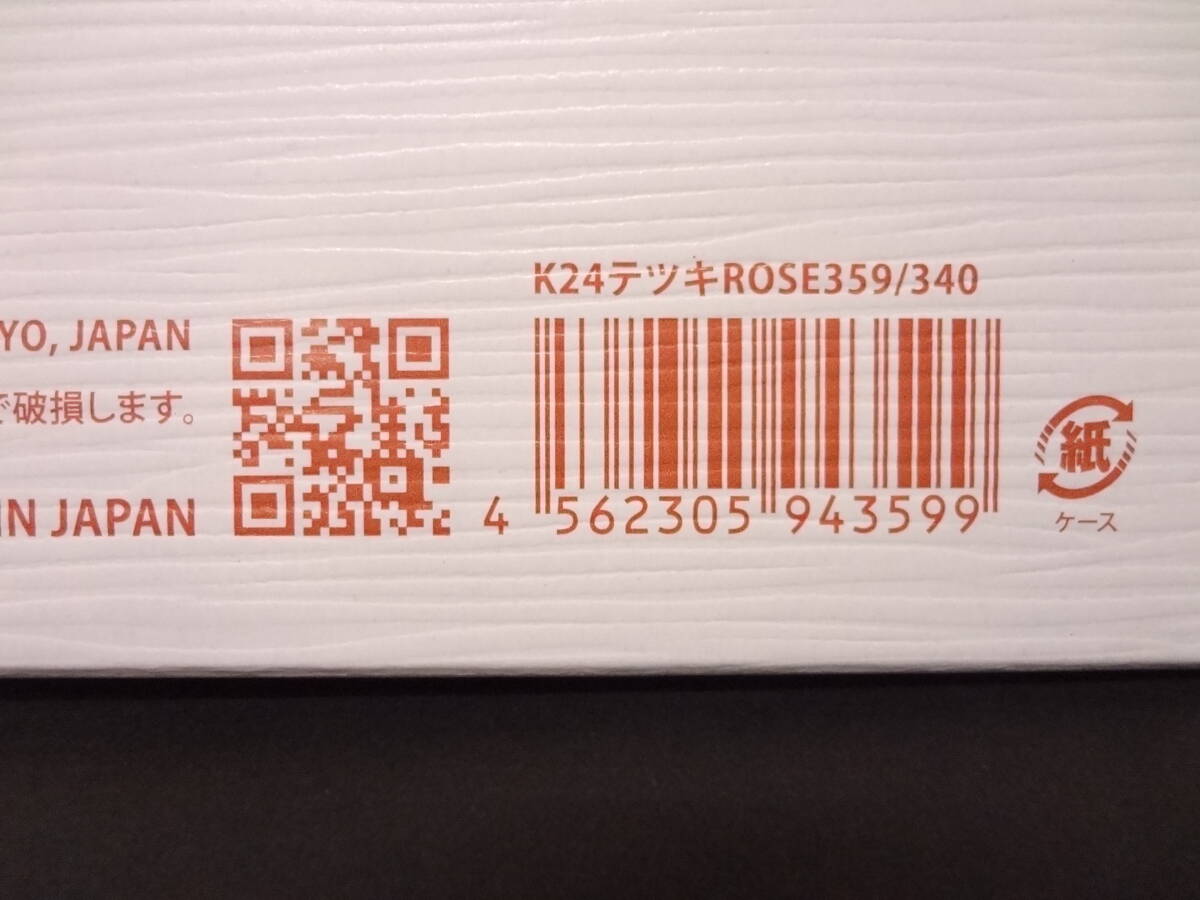 K24テツキROSE359/340
YO, JAPAN
で破損します。
IN JAPAN
4 562305 943599
紙
ケース